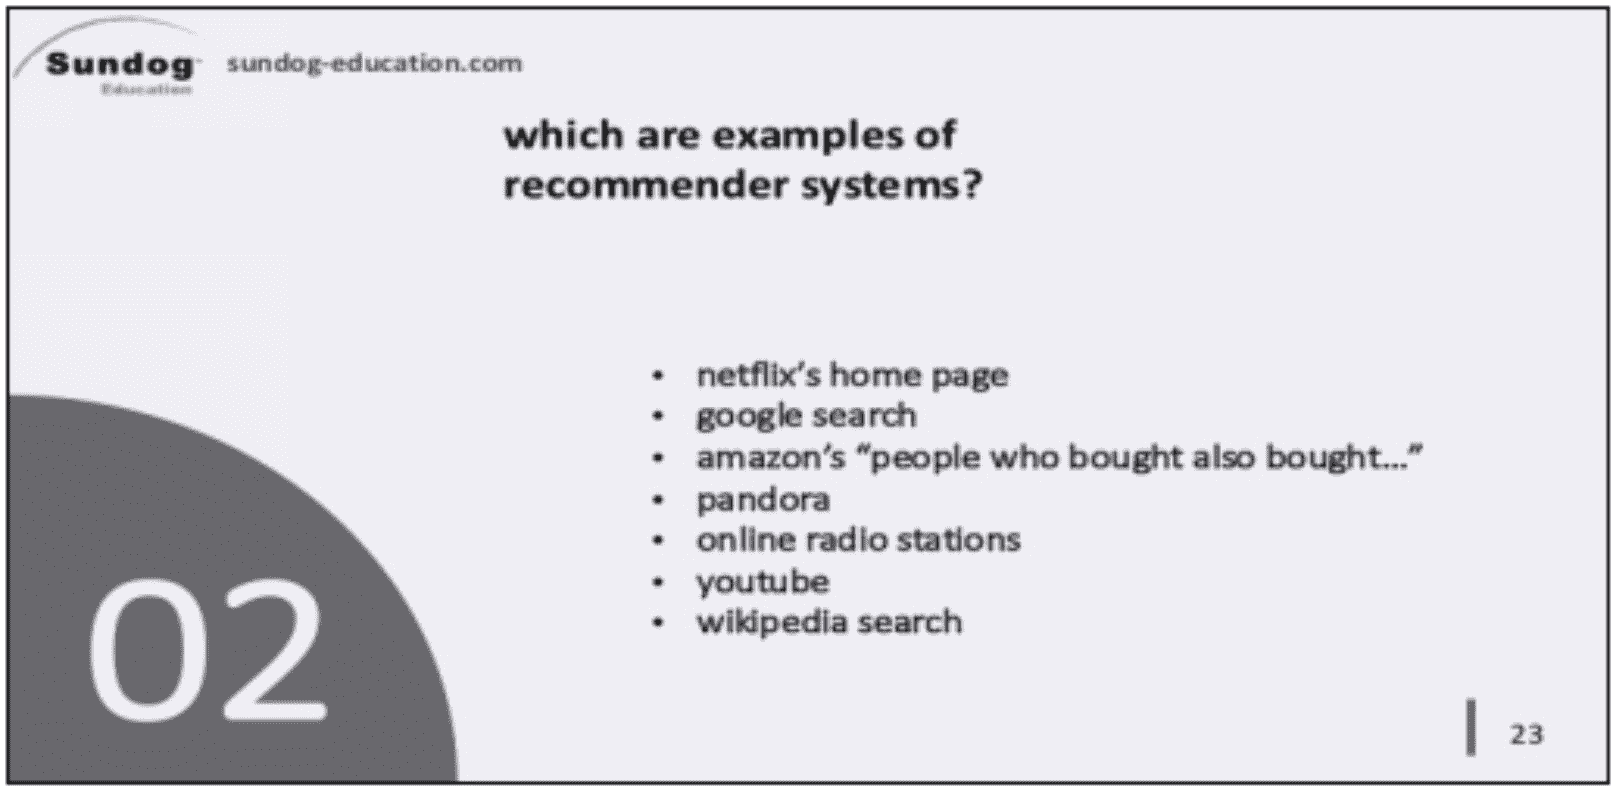 Sundog
Education
sundog-education.com
which are examples of
recommender systems?
• netflix's home page
• google search
• amazon's "people who bought also bought..."
• pandora
• online radio stations
• youtube
• wikipedia search
02
23